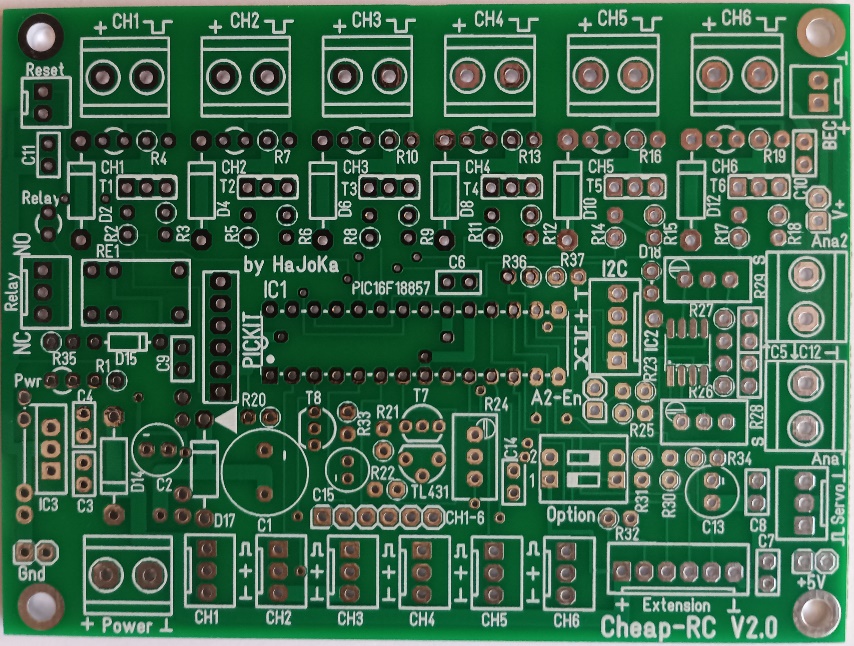 + CH1 + CH2 + CH3 + CH4 + CH5 + CH6
Reset
BEC +
C11 R4 R7 R10 R13 R16 R19
CH1 CH2 CH3 CH4 CH5 CH6 C10
T1 T2 T3 T4 T5 T6
Relay D2 D4 D6 D8 D10 D12 V+
R2 R3 R5 R6 R8 R9 R11 R12 R14 R15 R17 R18
NO RE1 by HaJoKa D18 Ana2
Relay IC1 PIC16F18857 C6 R36 R37 I2C R29 S
NC PICKIT R27
R35 D15 C9 IC2 C5 C12
R23 R26
Pwr R1 A2-En
C4 R20 T8 R33 R21 T7 R24 R25 R28 S
IC3 D14 C2 R22 C14 2 R34 Ana1
C3 C15 TL431 1 R31 R30 Servo
D17 C1 CH1-6 Option R32 C13 C8
Gnd + + + + + + C7 +5V
+ Power CH1 CH2 CH3 CH4 CH5 CH6 + Extension
Cheap-RC V2.0